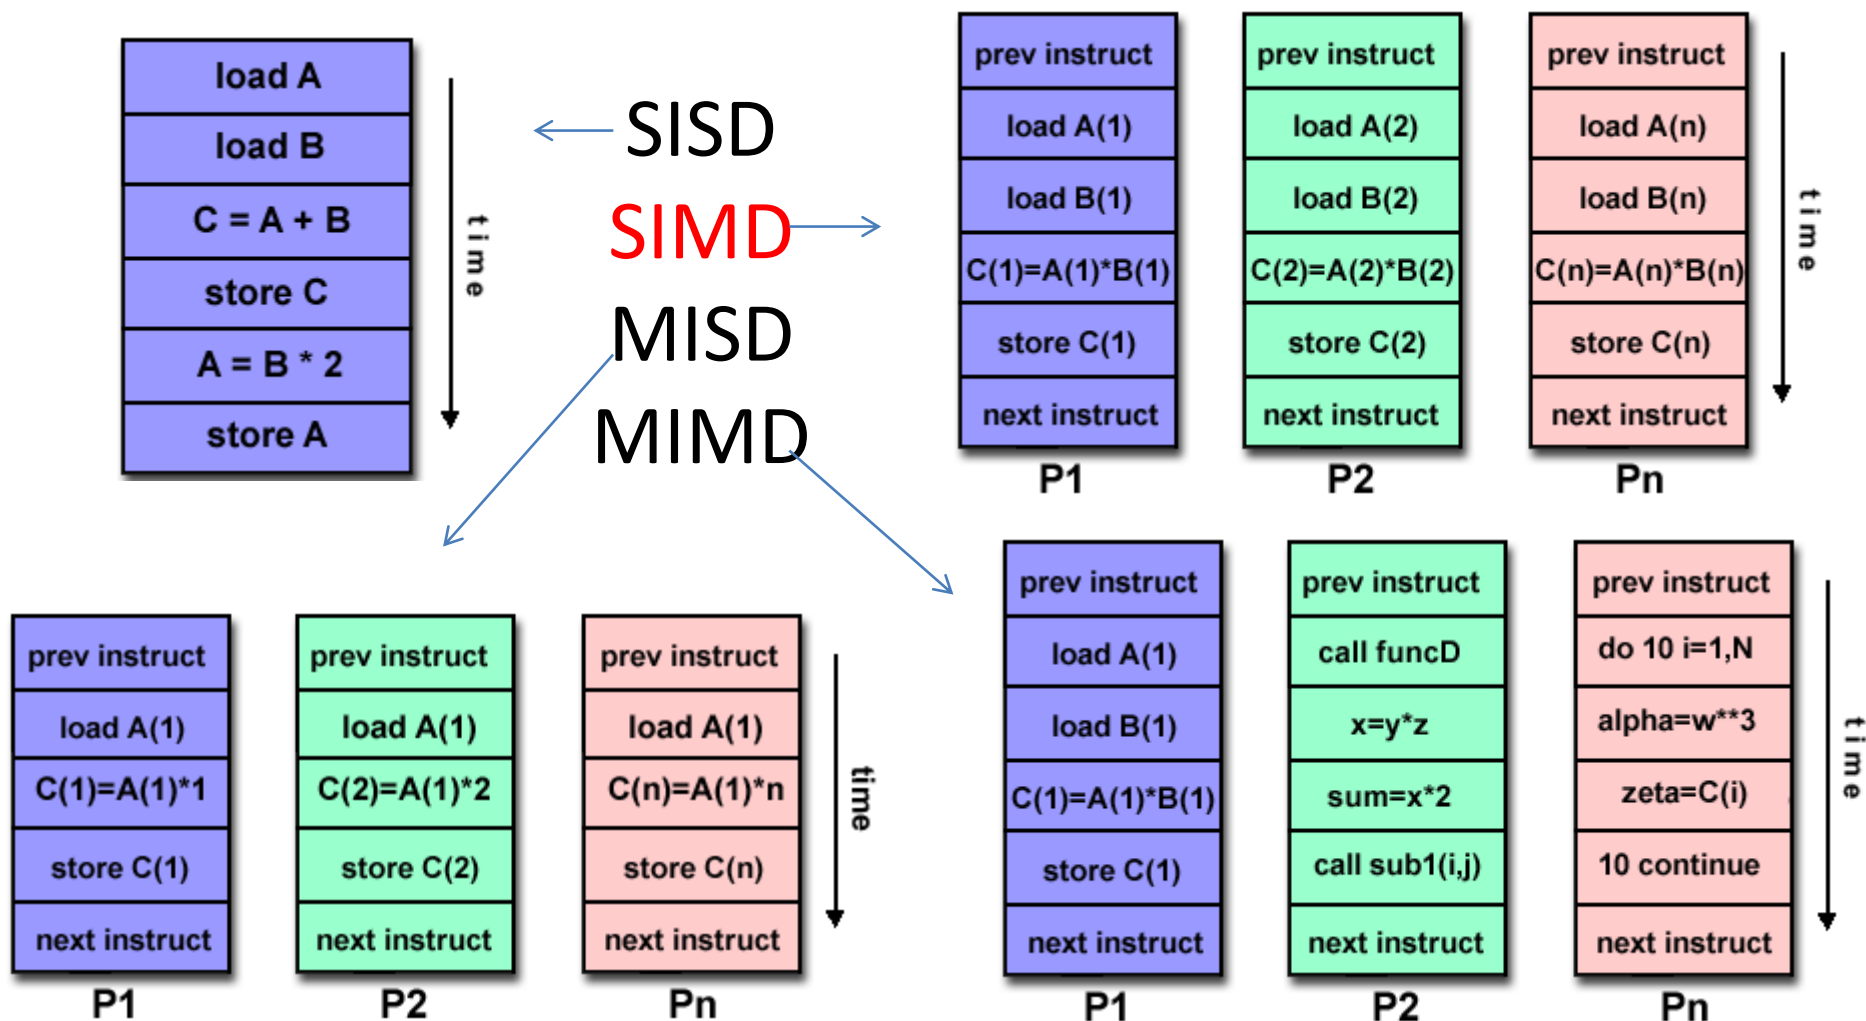 load A
load B
C = A + B
store C
A = B * 2
store A
time
SISD
SIMD
MISD
MIMD
prev instruct
load A(1)
load B(1)
C(1)=A(1)*B(1)
store C(1)
next instruct
P1
prev instruct
load A(2)
load B(2)
C(2)=A(2)*B(2)
store C(2)
next instruct
P2
prev instruct
load A(n)
load B(n)
C(n)=A(n)*B(n)
store C(n)
next instruct
Pn
time
prev instruct
load A(1)
C(1)=A(1)*1
store C(1)
next instruct
P1
prev instruct
load A(1)
C(2)=A(1)*2
store C(2)
next instruct
P2
prev instruct
load A(1)
C(n)=A(1)*n
store C(n)
next instruct
Pn
time
prev instruct
load A(1)
load B(1)
C(1)=A(1)*B(1)
store C(1)
next instruct
P1
prev instruct
call funcD
x=y*z
sum=x*2
call sub1(i,j)
next instruct
P2
prev instruct
do 10 i=1,N
alpha=w**3
zeta=C(i)
10 continue
next instruct
Pn
time